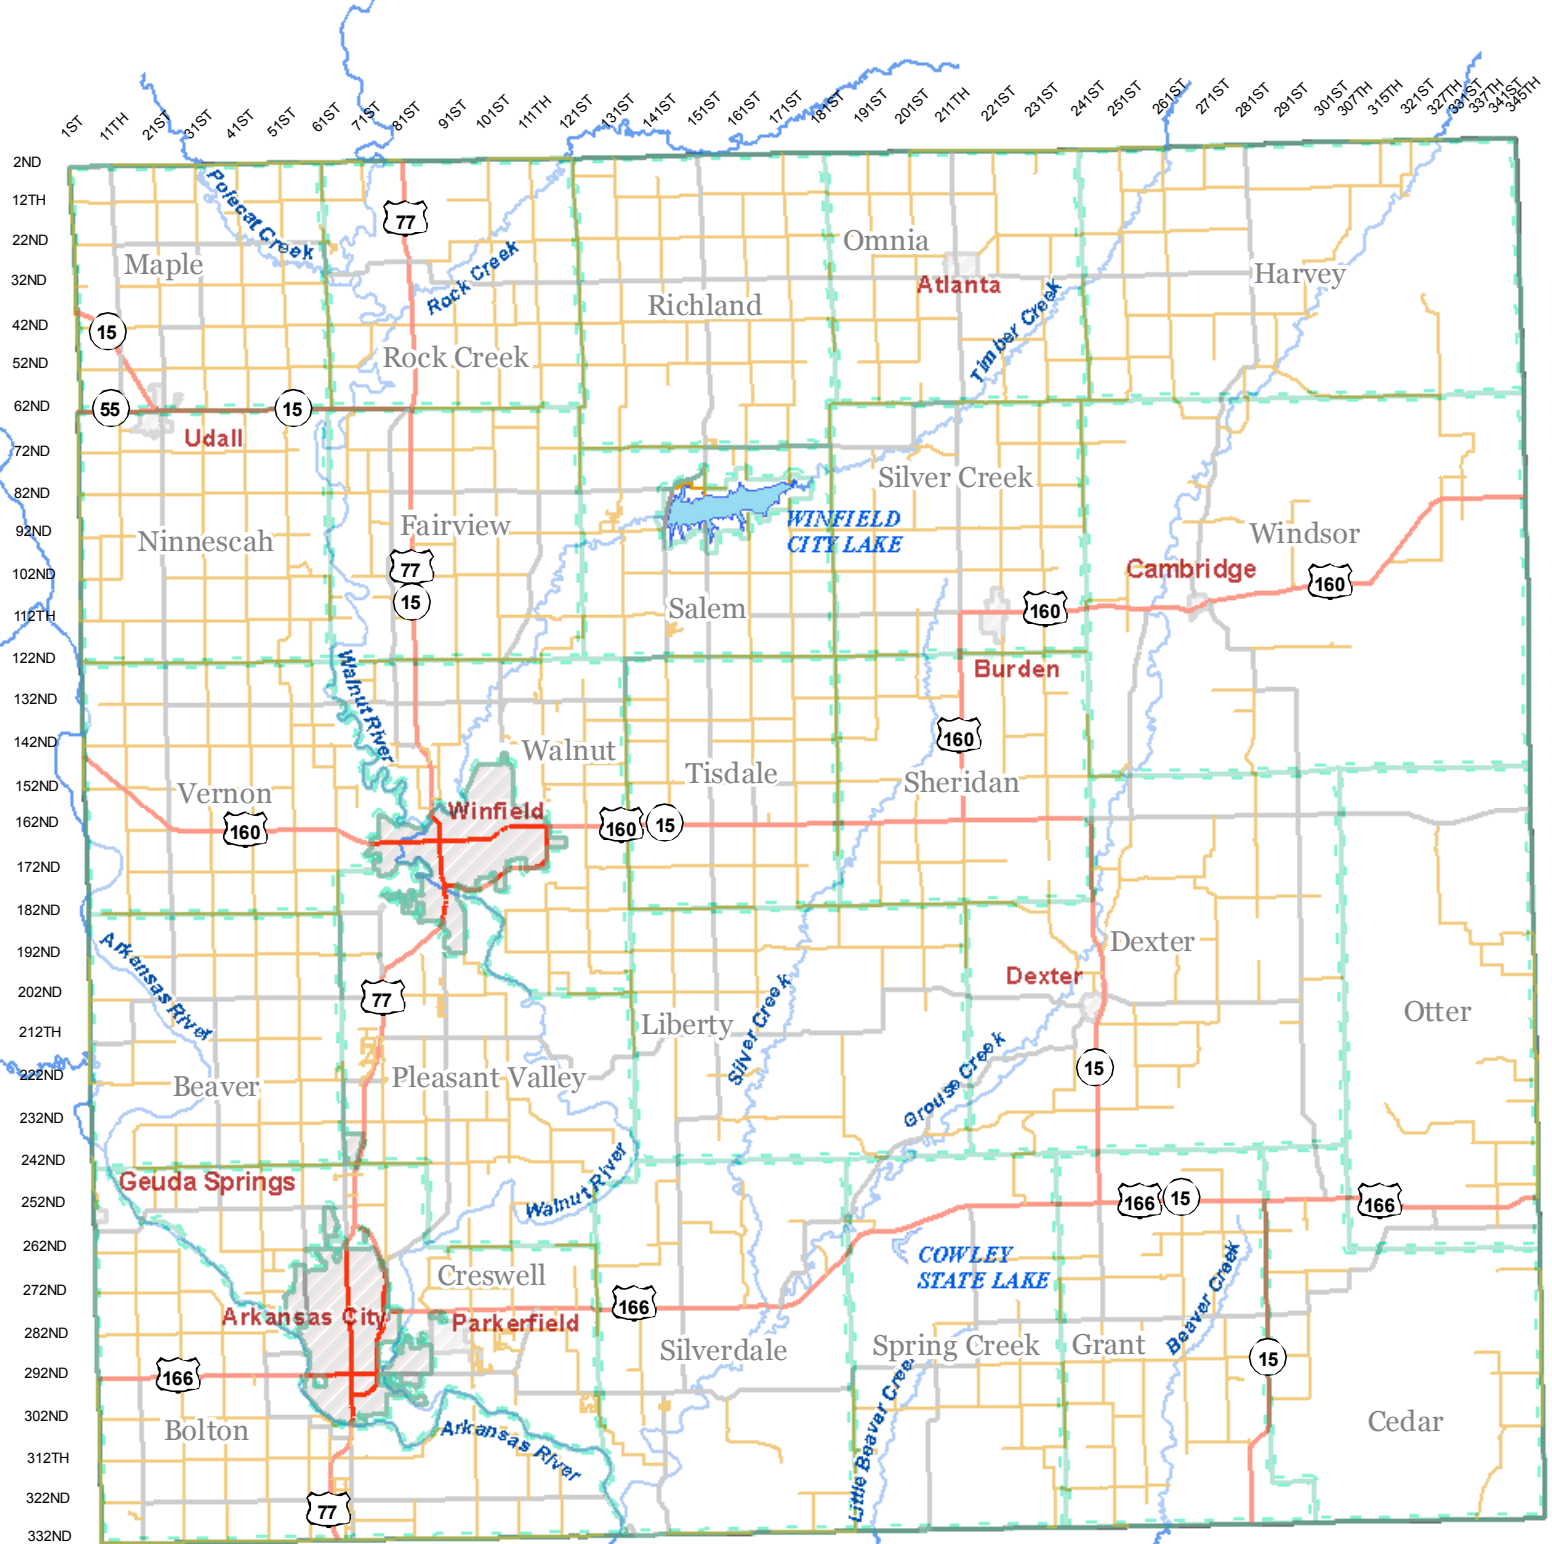 1ST
11TH
21ST
31ST
41ST
51ST
61ST
71ST
81ST
91ST
101ST
111TH
121ST
131ST
141ST
151ST
161ST
171ST
181ST
191ST
201ST
211TH
221ST
231ST
241ST
251ST
261ST
271ST
281ST
291ST
301ST
307TH
315TH
321ST
327TH
331ST
337TH
341ST
345TH
2ND
12TH
22ND
32ND
42ND
52ND
62ND
72ND
82ND
92ND
102ND
112TH
122ND
132ND
142ND
152ND
162ND
172ND
182ND
192ND
202ND
212TH
222ND
232ND
242ND
252ND
262ND
272ND
282ND
292ND
302ND
312TH
322ND
332ND
Polecat Creek
77
Omnia
Maple
Rock Creek
Harvey
Atlanta
Richland
Timber Creek
15
Rock Creek
55
15
Udall
Silver Creek
WINFIELD
CITY LAKE
Fairview
Ninnescah
Windsor
77
Cambridge
160
15
Salem
160
Walnut River
Burden
160
Walnut
Tisdale
Sheridan
Vernon
Winfield
160
160
15
Arkansas River
Dexter
Dexter
77
Silver Creek
Liberty
Otter
Grouse Creek
15
Beaver
Pleasant Valley
Geuda Springs
Walnut River
166
15
166
COWLEY
STATE LAKE
Beaver Creek
Creswell
166
Arkansas City
Parkerfield
Silverdale
Spring Creek
Grant
15
166
Little Beaver Creek
Bolton
Arkansas River
Cedar
77